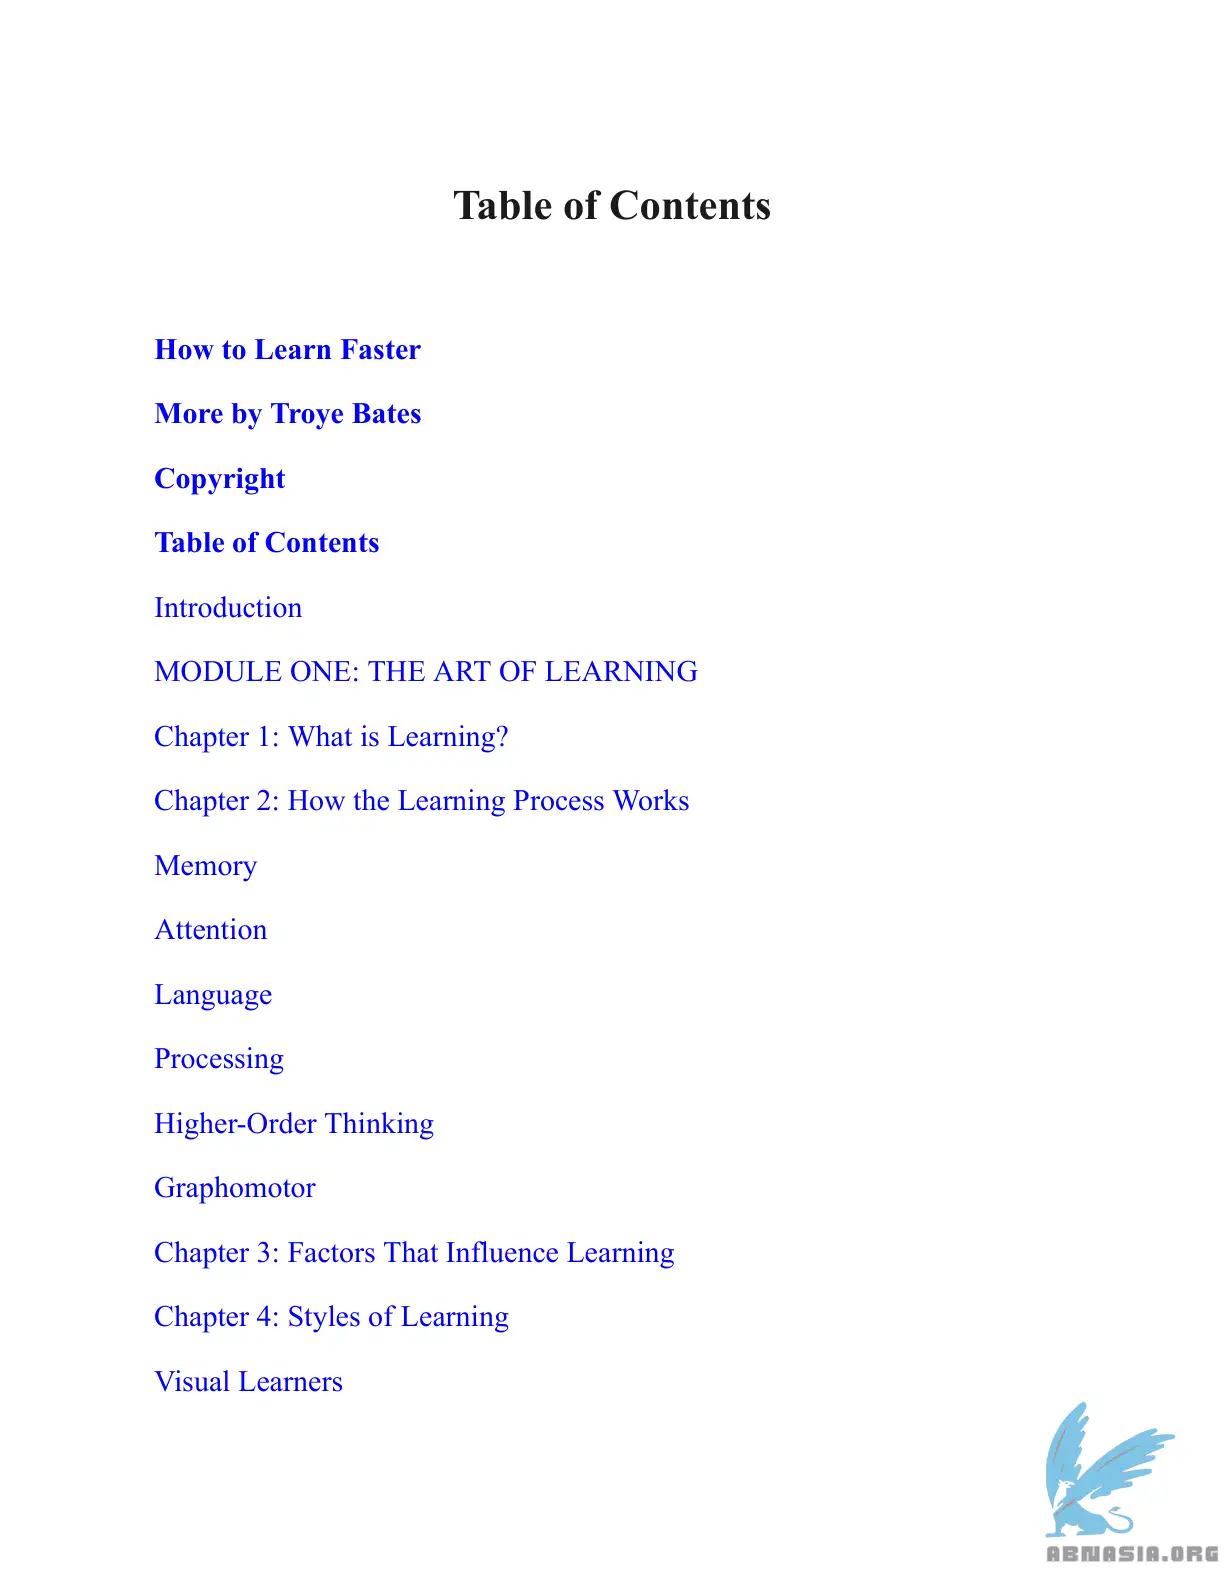 Table of Contents
How to Learn Faster
More by Troye Bates
Copyright
Table of Contents
Introduction
MODULE ONE: THE ART OF LEARNING
Chapter 1: What is Learning?
Chapter 2: How the Learning Process Works
Memory
Attention
Language
Processing
Higher-Order Thinking
Graphomotor
Chapter 3: Factors That Influence Learning
Chapter 4: Styles of Learning
Visual Learners
ABNASIA.ORG